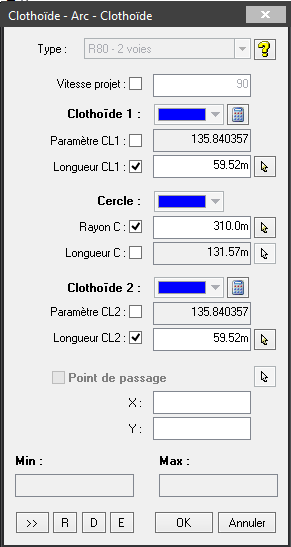 Clothoïde - Arc - Clothoïde
Type : R80 - 2 voies
Vitesse projet : 90
Clothoïde 1 :
Paramètre CL1 : 135.840357
Longueur CL1 : 59.52m
Cercle :
Rayon C : 310.0m
Longueur C : 131.57m
Clothoïde 2 :
Paramètre CL2 : 135.840357
Longueur CL2 : 59.52m
Point de passage
X :
Y :
Min : Max :
>> R D E OK Annuler